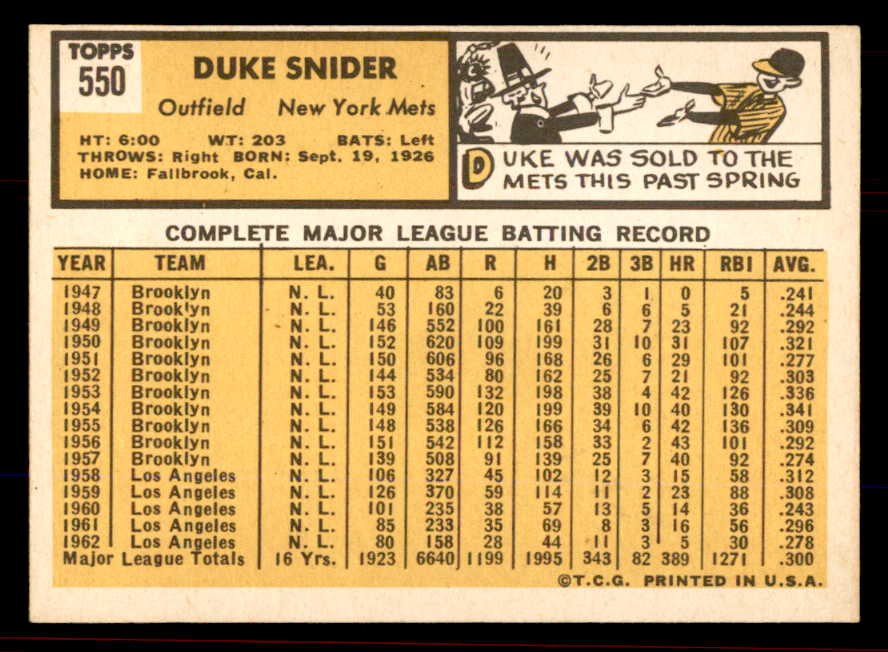 TOPPS
550
DUKE SNIDER
Outfield New York Mets
HT: 6:00 WT: 203 BATS: Left
THROWS: Right BORN: Sept. 19, 1926
HOME: Fallbrook, Cal.
DUKE WAS SOLD TO THE
METS THIS PAST SPRING
COMPLETE MAJOR LEAGUE BATTING RECORD
YEAR TEAM LEA. G AB R H 2B 3B HR RBI AVG.
1947 Brooklyn N. L. 40 83 6 20 3 1 0 5 .241
1948 Brooklyn N. L. 53 160 22 39 6 6 5 21 .244
1949 Brooklyn N. L. 146 552 100 161 28 7 23 92 .292
1950 Brooklyn N. L. 152 620 109 199 31 10 31 107 .321
1951 Brooklyn N. L. 150 606 96 168 26 6 29 101 .277
1952 Brooklyn N. L. 144 534 80 162 25 7 21 92 .303
1953 Brooklyn N. L. 153 590 132 198 38 4 42 126 .336
1954 Brooklyn N. L. 149 584 120 199 39 10 40 130 .341
1955 Brooklyn N. L. 148 538 126 166 34 6 42 136 .309
1956 Brooklyn N. L. 151 542 112 158 33 2 43 101 .292
1957 Brooklyn N. L. 139 508 91 139 25 7 40 92 .274
1958 Los Angeles N. L. 106 327 45 102 12 3 15 58 .312
1959 Los Angeles N. L. 126 370 59 114 11 2 23 88 .308
1960 Los Angeles N. L. 101 235 38 57 13 5 14 36 .243
1961 Los Angeles N. L. 85 233 35 69 8 3 16 56 .296
1962 Los Angeles N. L. 80 158 28 44 11 3 5 30 .278
Major League Totals 16 Yrs. 1923 6640 1199 1995 343 82 389 1271 .300
©T.C.G. PRINTED IN U.S.A.